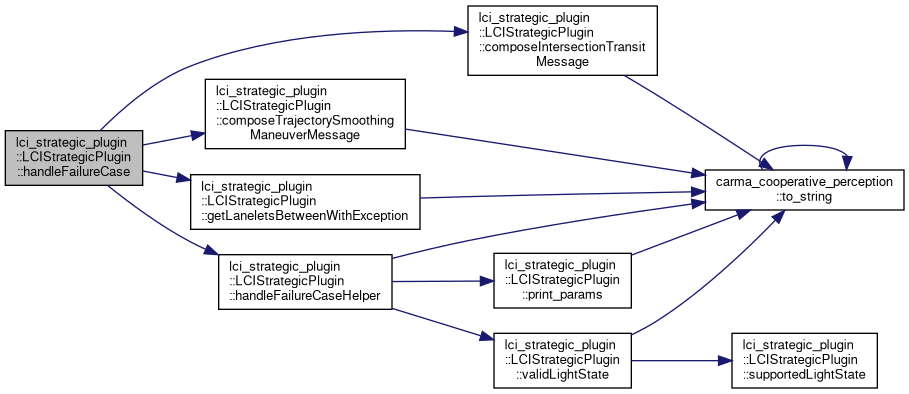 lci_strategic_plugin
::LCIStrategicPlugin
::handleFailureCase
lci_strategic_plugin
::LCIStrategicPlugin
::composeIntersectionTransit
Message
lci_strategic_plugin
::LCIStrategicPlugin
::composeTrajectorySmoothing
ManeuverMessage
lci_strategic_plugin
::LCIStrategicPlugin
::getLaneletsBetweenWithException
lci_strategic_plugin
::LCIStrategicPlugin
::handleFailureCaseHelper
carma_cooperative_perception
::to_string
lci_strategic_plugin
::LCIStrategicPlugin
::print_params
lci_strategic_plugin
::LCIStrategicPlugin
::validLightState
lci_strategic_plugin
::LCIStrategicPlugin
::supportedLightState